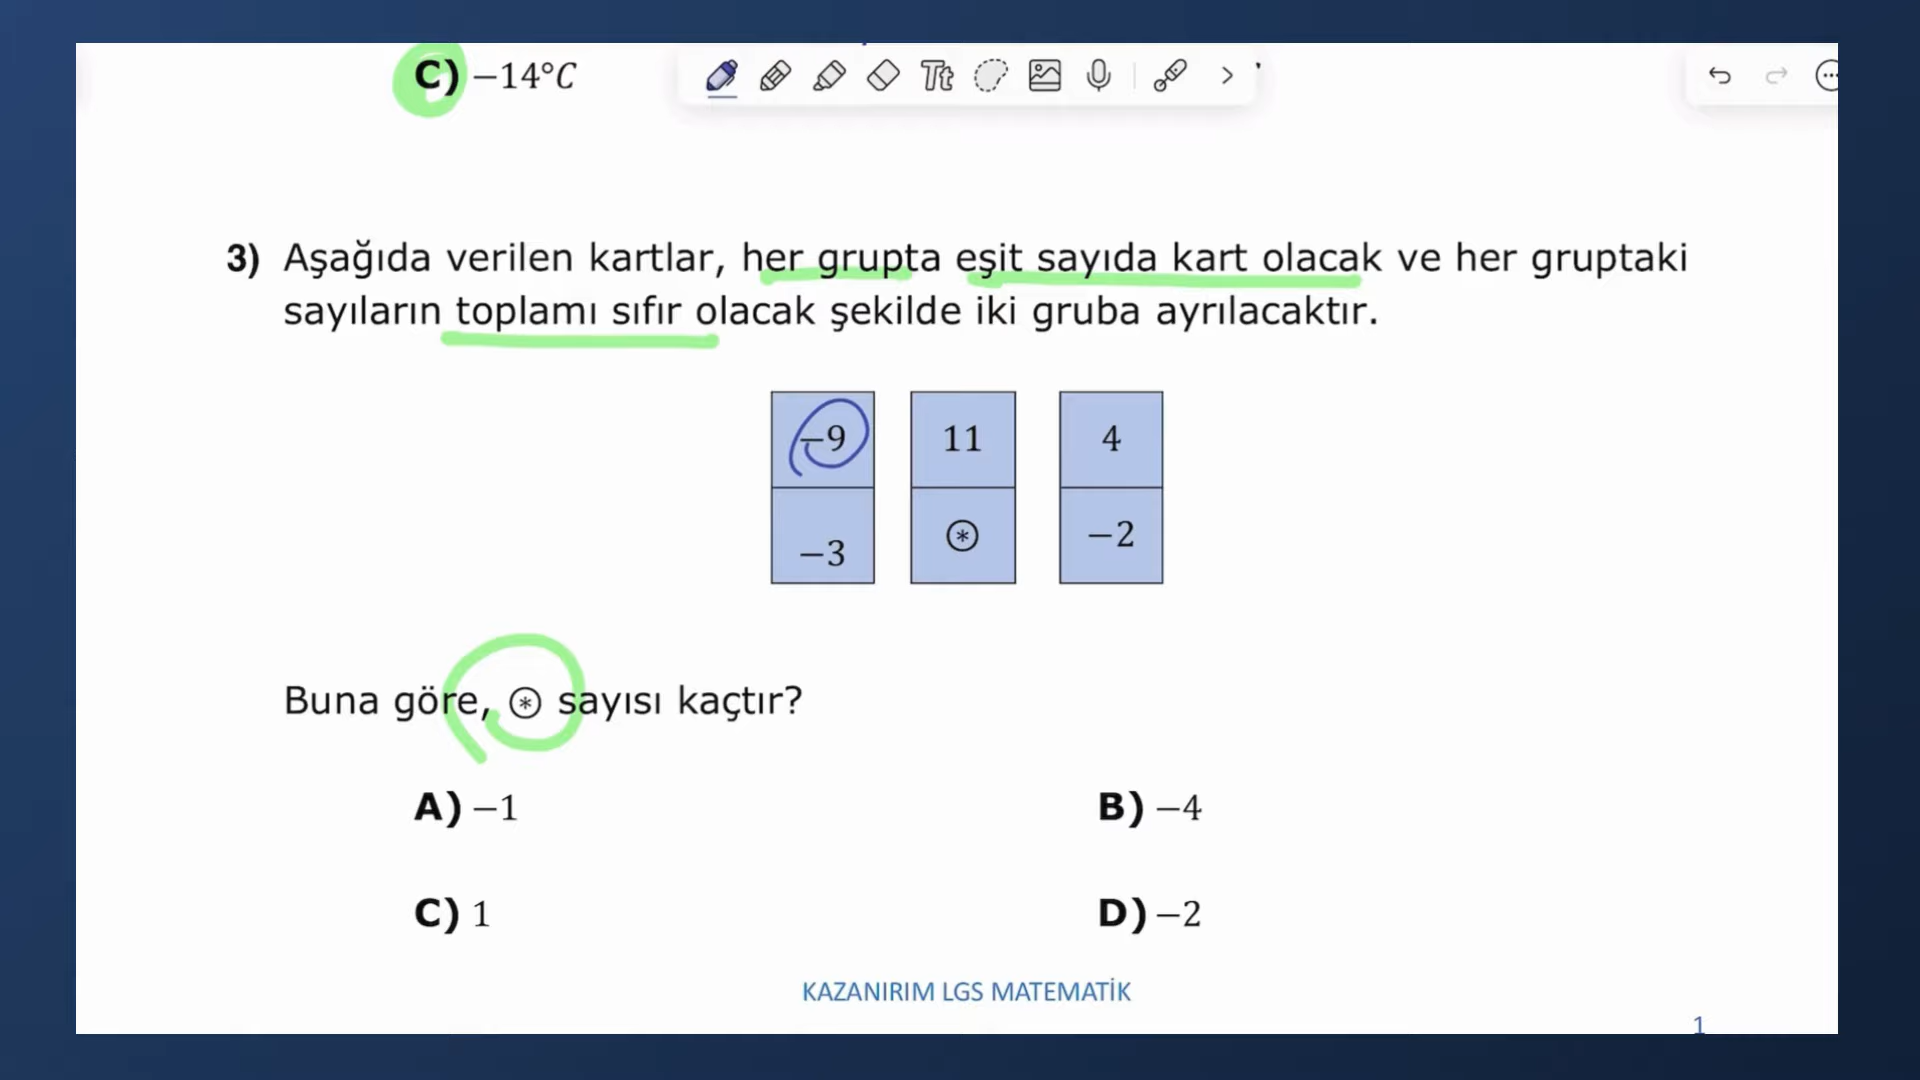 C) −14°C
Tt
3) Aşağıda verilen kartlar, her grupta eşit sayıda kart olacak ve her gruptaki
sayıların toplamı sıfır olacak şekilde iki gruba ayrılacaktır.
−9 11 4
−3 ⊛ −2
Buna göre, ⊛ sayısı kaçtır?
A) −1 B) −4
C) 1 D) −2
KAZANIRIM LGS MATEMATİK
1